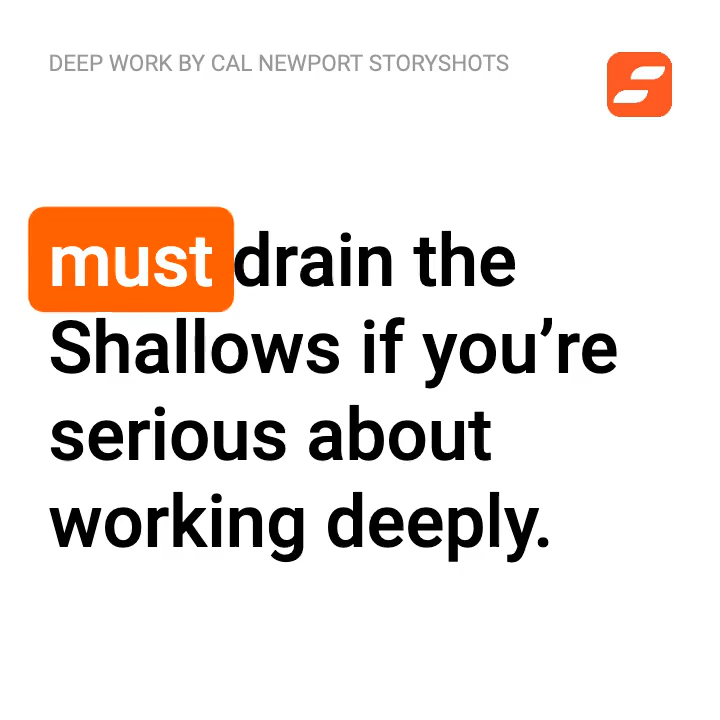 DEEP WORK BY CAL NEWPORT STORYSHOTS
must drain the
Shallows if you’re
serious about
working deeply.